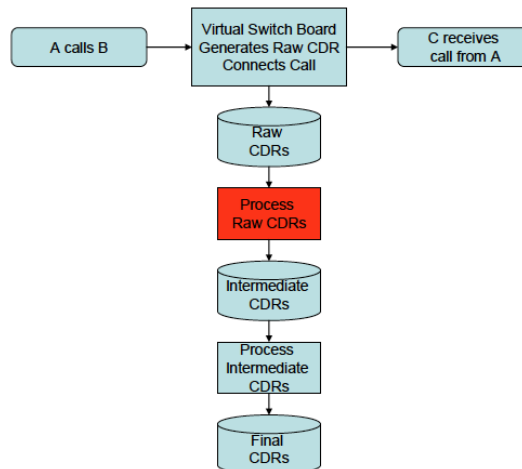 A calls B
Virtual Switch Board
Generates Raw CDR
Connects Call
C receives
call from A
Raw
CDRs
Process
Raw CDRs
Intermediate
CDRs
Process
Intermediate
CDRs
Final
CDRs